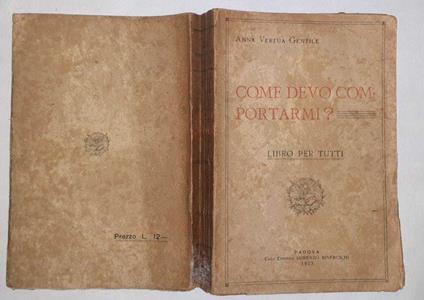 Anna Vertua Gentile
COME DEVO COM-
PORTARMI?
LIBRO PER TUTTI
PADOVA
Prezzo L. 12—